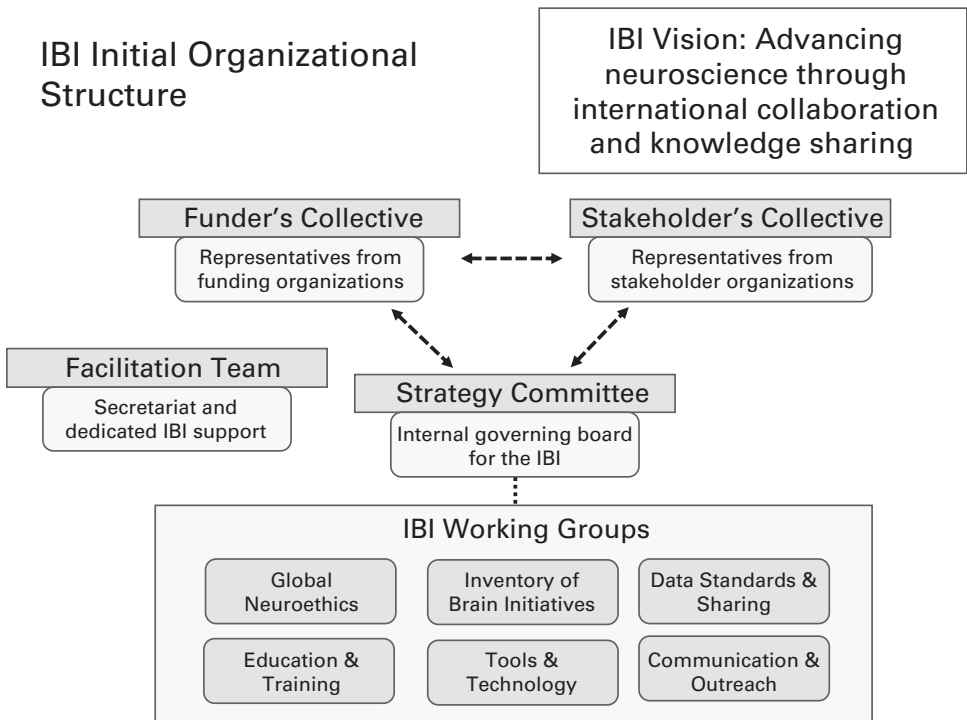 IBI Initial Organizational
Structure
IBI Vision: Advancing
neuroscience through
international collaboration
and knowledge sharing
Funder's Collective
Representatives from
funding organizations
Stakeholder's Collective
Representatives from
stakeholder organizations
Facilitation Team
Secretariat and
dedicated IBI support
Strategy Committee
Internal governing board
for the IBI
IBI Working Groups
Global
Neuroethics
Inventory of
Brain Initiatives
Data Standards &
Sharing
Education &
Training
Tools &
Technology
Communication &
Outreach